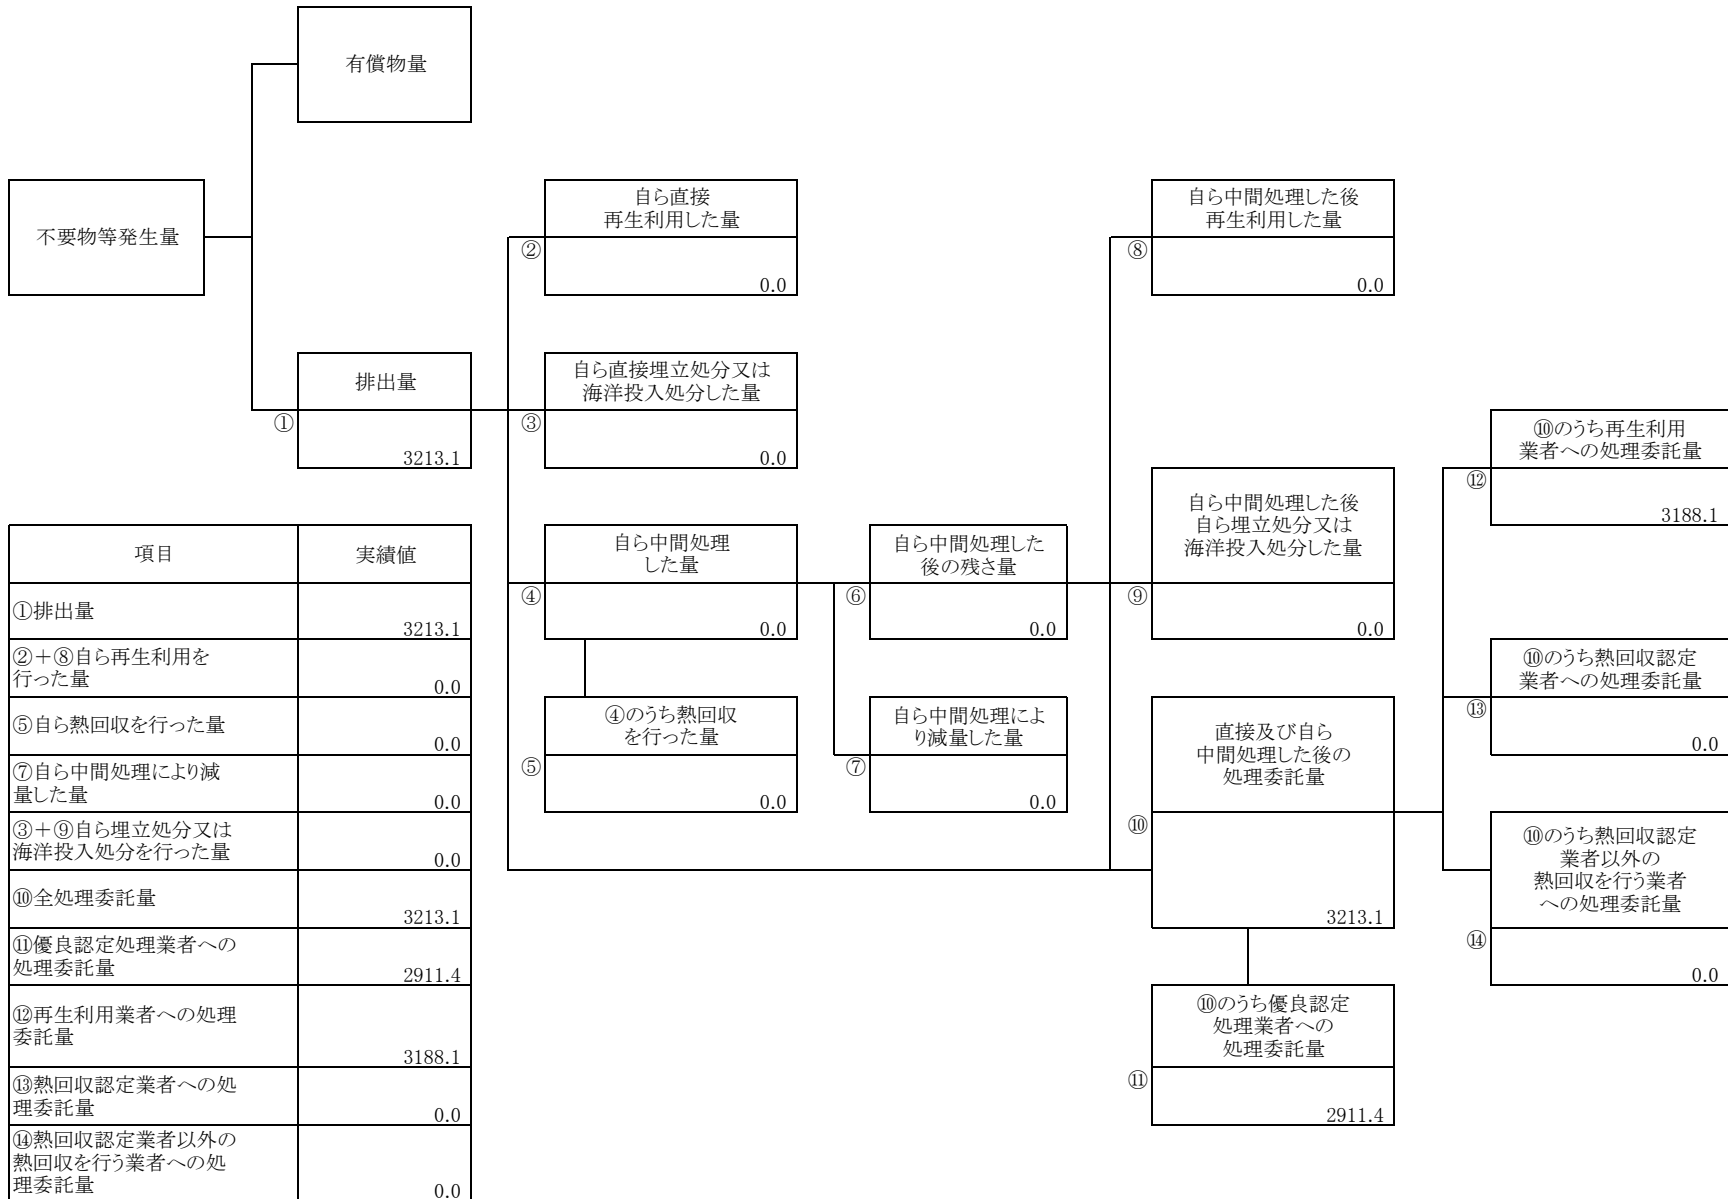 有償物量
不要物等発生量
自ら直接
再生利用した量
②
0.0
自ら中間処理した後
再生利用した量
⑧
0.0
排出量
①
3213.1
自ら直接埋立処分又は
海洋投入処分した量
③
0.0
自ら中間処理
した量
④
0.0
自ら中間処理した
後の残さ量
⑥
0.0
自ら中間処理した後
自ら埋立処分又は
海洋投入処分した量
⑨
0.0
⑩のうち再生利用
業者への処理委託量
⑫
3188.1
④のうち熱回収
を行った量
⑤
0.0
自ら中間処理によ
り減量した量
⑦
0.0
直接及び自ら
中間処理した後の
処理委託量
⑩
3213.1
⑩のうち熱回収認定
業者への処理委託量
⑬
0.0
⑩のうち熱回収認定
業者以外の
熱回収を行う業者
への処理委託量
⑭
0.0
⑩のうち優良認定
処理業者への
処理委託量
⑪
2911.4
項目
実績値
①排出量
3213.1
②+⑧自ら再生利用を
行った量
0.0
⑤自ら熱回収を行った量
0.0
⑦自ら中間処理により減
量した量
0.0
③+⑨自ら埋立処分又は
海洋投入処分を行った量
0.0
⑩全処理委託量
3213.1
⑪優良認定処理業者への
処理委託量
2911.4
⑫再生利用業者への処理
委託量
3188.1
⑬熱回収認定業者への処
理委託量
0.0
⑭熱回収認定業者以外の
熱回収を行う業者への処
理委託量
0.0